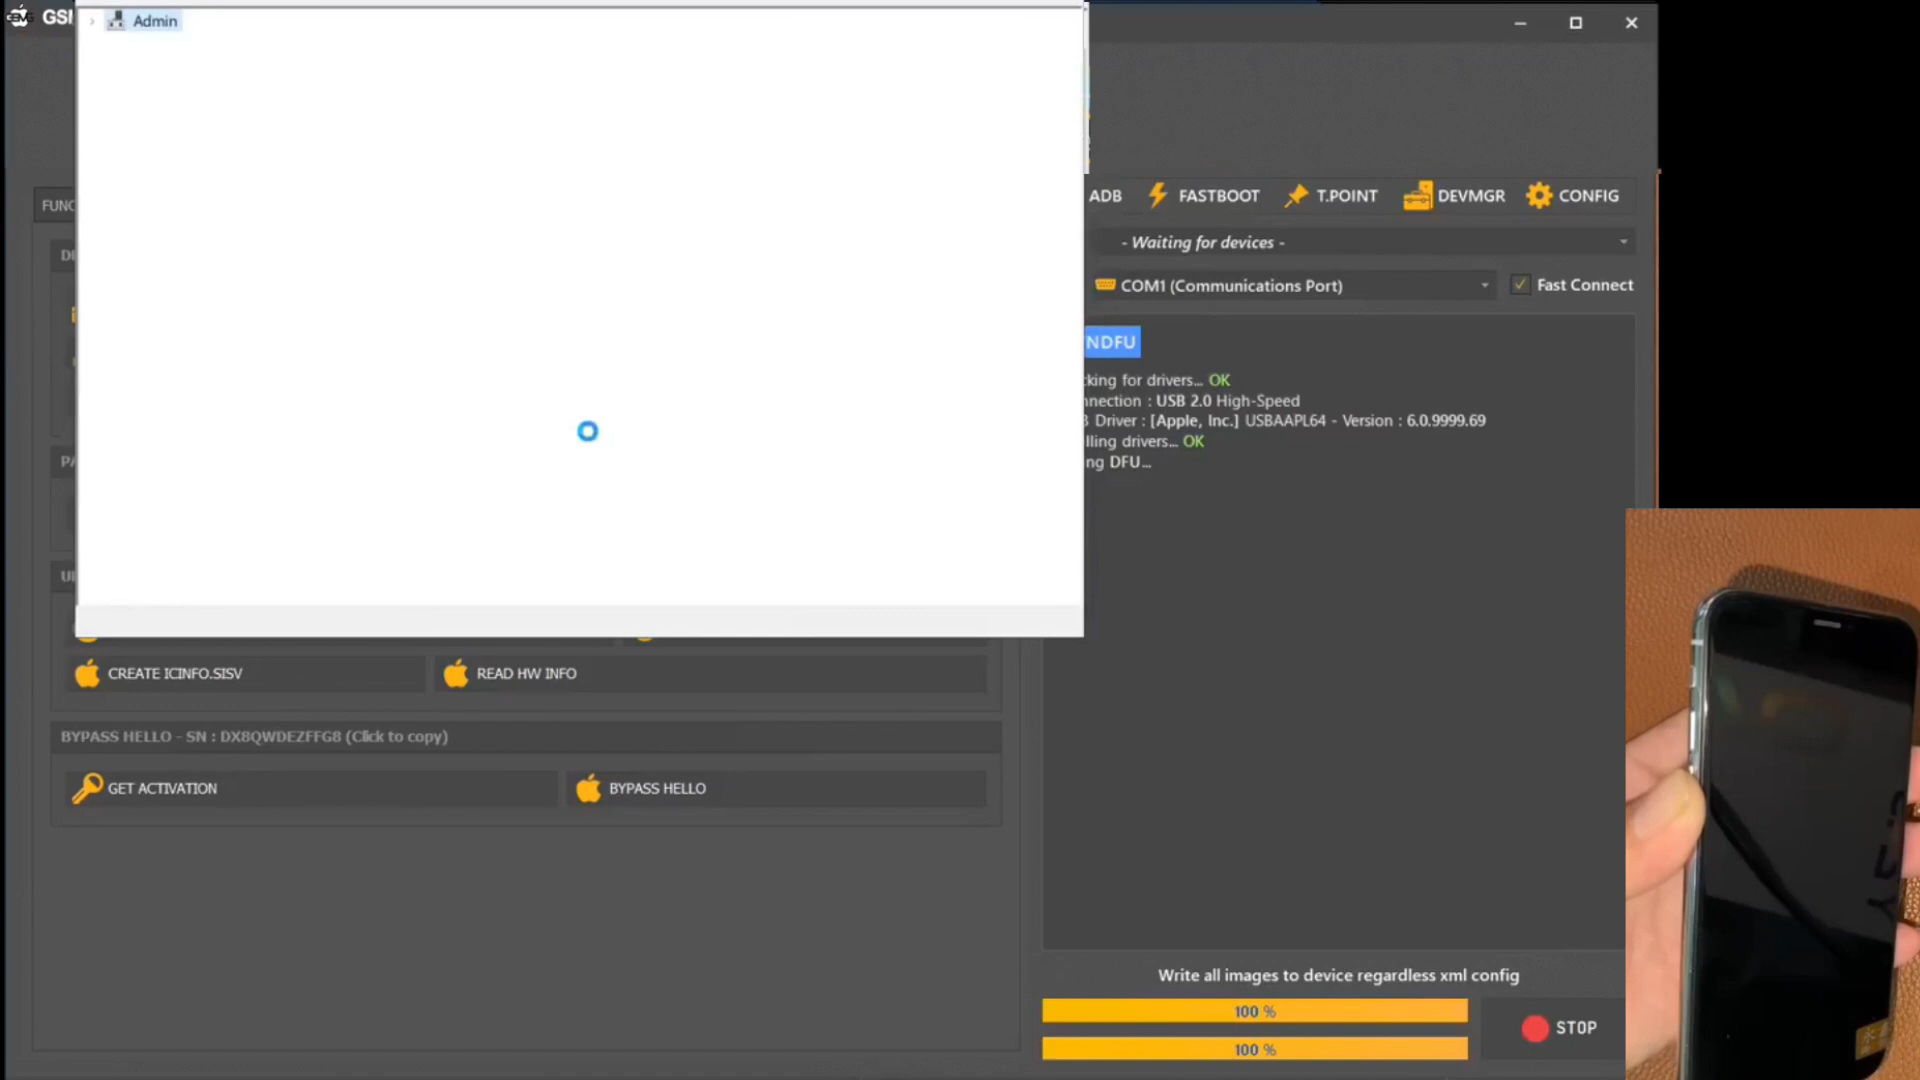 GSM
Admin
FUNC
ADB
FASTBOOT
T.POINT
DEVMGR
CONFIG
- Waiting for devices -
COM1 (Communications Port)
Fast Connect
NDFU
cking for drivers... OK
nnection : USB 2.0 High-Speed
B Driver : [Apple, Inc.] USBAAPL64 - Version : 6.0.9999.69
lling drivers... OK
ng DFU...
CREATE ICINFO.SISV
READ HW INFO
BYPASS HELLO - SN : DX8QWDEZFFG8 (Click to copy)
GET ACTIVATION
BYPASS HELLO
Write all images to device regardless xml config
100 %
100 %
STOP